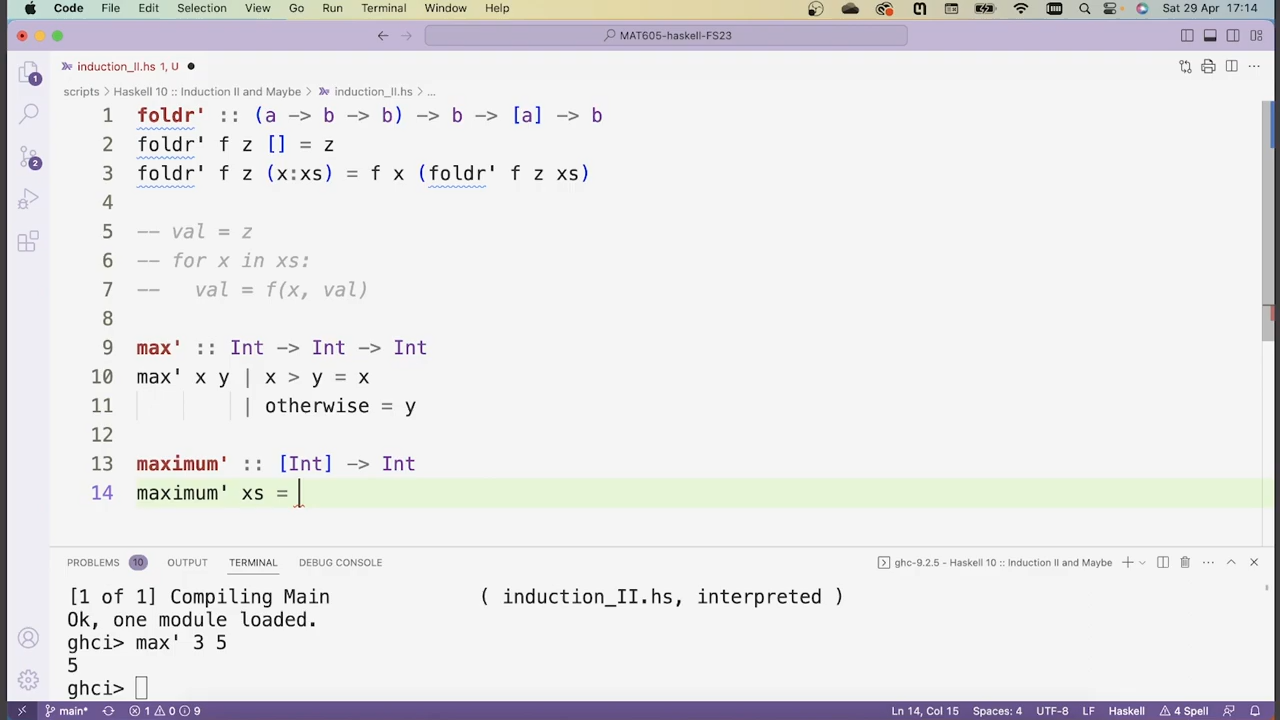 Code File Edit Selection View Go Run Terminal Window Help Sat 29 Apr 17:14
MAT605-haskell-FS23
induction_II.hs 1, U
scripts > Haskell 10 :: Induction II and Maybe > induction_II.hs > ...
1 foldr' :: (a -> b -> b) -> b -> [a] -> b
2 foldr' f z [] = z
3 foldr' f z (x:xs) = f x (foldr' f z xs)
4
5 -- val = z
6 -- for x in xs:
7 --   val = f(x, val)
8
9 max' :: Int -> Int -> Int
10 max' x y | x > y = x
11          | otherwise = y
12
13 maximum' :: [Int] -> Int
14 maximum' xs =
PROBLEMS 10 OUTPUT TERMINAL DEBUG CONSOLE ghc-9.2.5 - Haskell 10 :: Induction II and Maybe
[1 of 1] Compiling Main ( induction_II.hs, interpreted )
Ok, one module loaded.
ghci> max' 3 5
5
ghci>
1
2
main* 1 0 9 Ln 14, Col 15 Spaces: 4 UTF-8 LF Haskell 4 Spell